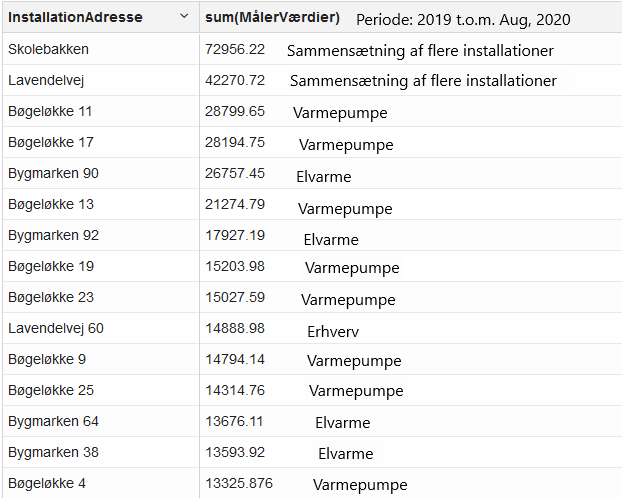 InstallationAdresse sum(MålerVærdier) Periode: 2019 t.o.m. Aug, 2020
Skolebakken 72956.22 Sammensætning af flere installationer
Lavendelvej 42270.72 Sammensætning af flere installationer
Bøgeløkke 11 28799.65 Varmepumpe
Bøgeløkke 17 28194.75 Varmepumpe
Bygmarken 90 26757.45 Elvarme
Bøgeløkke 13 21274.79 Varmepumpe
Bygmarken 92 17927.19 Elvarme
Bøgeløkke 19 15203.98 Varmepumpe
Bøgeløkke 23 15027.59 Varmepumpe
Lavendelvej 60 14888.98 Erhverv
Bøgeløkke 9 14794.14 Varmepumpe
Bøgeløkke 25 14314.76 Varmepumpe
Bygmarken 64 13676.11 Elvarme
Bygmarken 38 13593.92 Elvarme
Bøgeløkke 4 13325.876 Varmepumpe